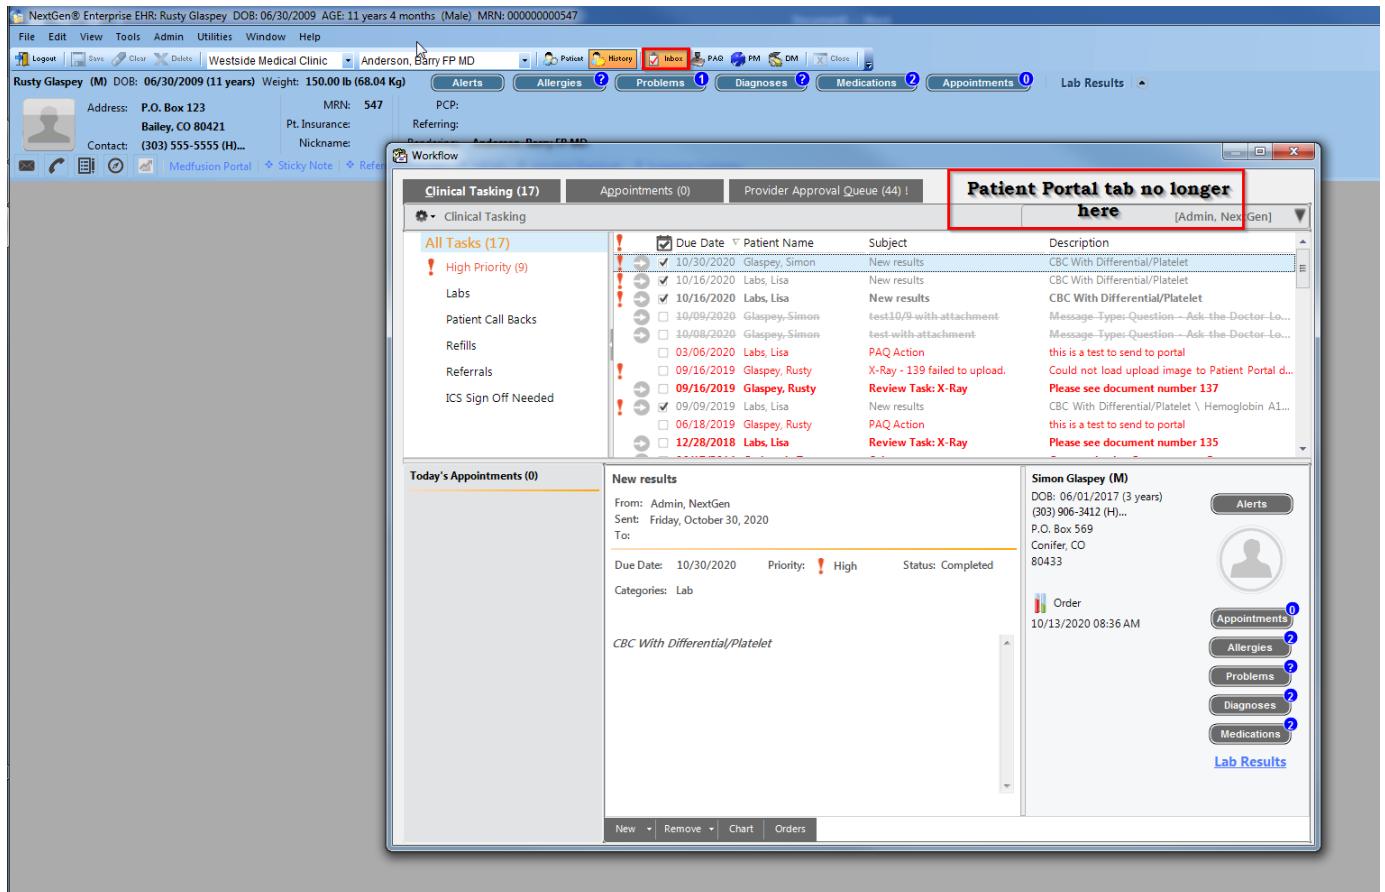 NextGen® Enterprise EHR: Rusty Glaspey DOB: 06/30/2009 AGE: 11 years 4 months (Male) MRN: 000000000547
File Edit View Tools Admin Utilities Window Help
Logout Save Clear Delete Westside Medical Clinic Anderson, Barry FP MD Patient History Inbox PAQ PM DM Close
Rusty Glaspey (M) DOB: 06/30/2009 (11 years) Weight: 150.00 lb (68.04 Kg) Alerts Allergies ? Problems 1 Diagnoses ? Medications 2 Appointments 0 Lab Results
Address: P.O. Box 123 MRN: 547 PCP:
Bailey, CO 80421 Pt. Insurance: Referring:
Contact: (303) 555-5555 (H)... Nickname:
Medfusion Portal Sticky Note
Workflow
Clinical Tasking (17) Appointments (0) Provider Approval Queue (44) !
Patient Portal tab no longer
here
Clinical Tasking [Admin, NextGen]
All Tasks (17)
High Priority (9)
Labs
Patient Call Backs
Refills
Referrals
ICS Sign Off Needed
Due Date Patient Name Subject Description
10/30/2020 Glaspey, Simon New results CBC With Differential/Platelet
10/16/2020 Labs, Lisa New results CBC With Differential/Platelet
10/16/2020 Labs, Lisa New results CBC With Differential/Platelet
10/09/2020 Glaspey, Simon test10/9 with attachment Message Type: Question - Ask the Doctor Lo...
10/08/2020 Glaspey, Simon test with attachment Message Type: Question - Ask the Doctor Lo...
03/06/2020 Labs, Lisa PAQ Action this is a test to send to portal
09/16/2019 Glaspey, Rusty X-Ray - 139 failed to upload. Could not load upload image to Patient Portal d...
09/16/2019 Glaspey, Rusty Review Task: X-Ray Please see document number 137
09/09/2019 Labs, Lisa New results CBC With Differential/Platelet \ Hemoglobin A1...
06/18/2019 Glaspey, Rusty PAQ Action this is a test to send to portal
12/28/2018 Labs, Lisa Review Task: X-Ray Please see document number 135
Today's Appointments (0)
New results
From: Admin, NextGen
Sent: Friday, October 30, 2020
To:
Due Date: 10/30/2020 Priority: High Status: Completed
Categories: Lab
CBC With Differential/Platelet
New Remove Chart Orders
Simon Glaspey (M)
DOB: 06/01/2017 (3 years)
(303) 906-3412 (H)...
P.O. Box 569
Conifer, CO
80433
Order
10/13/2020 08:36 AM
Alerts
Appointments 0
Allergies 2
Problems ?
Diagnoses 2
Medications 2
Lab Results